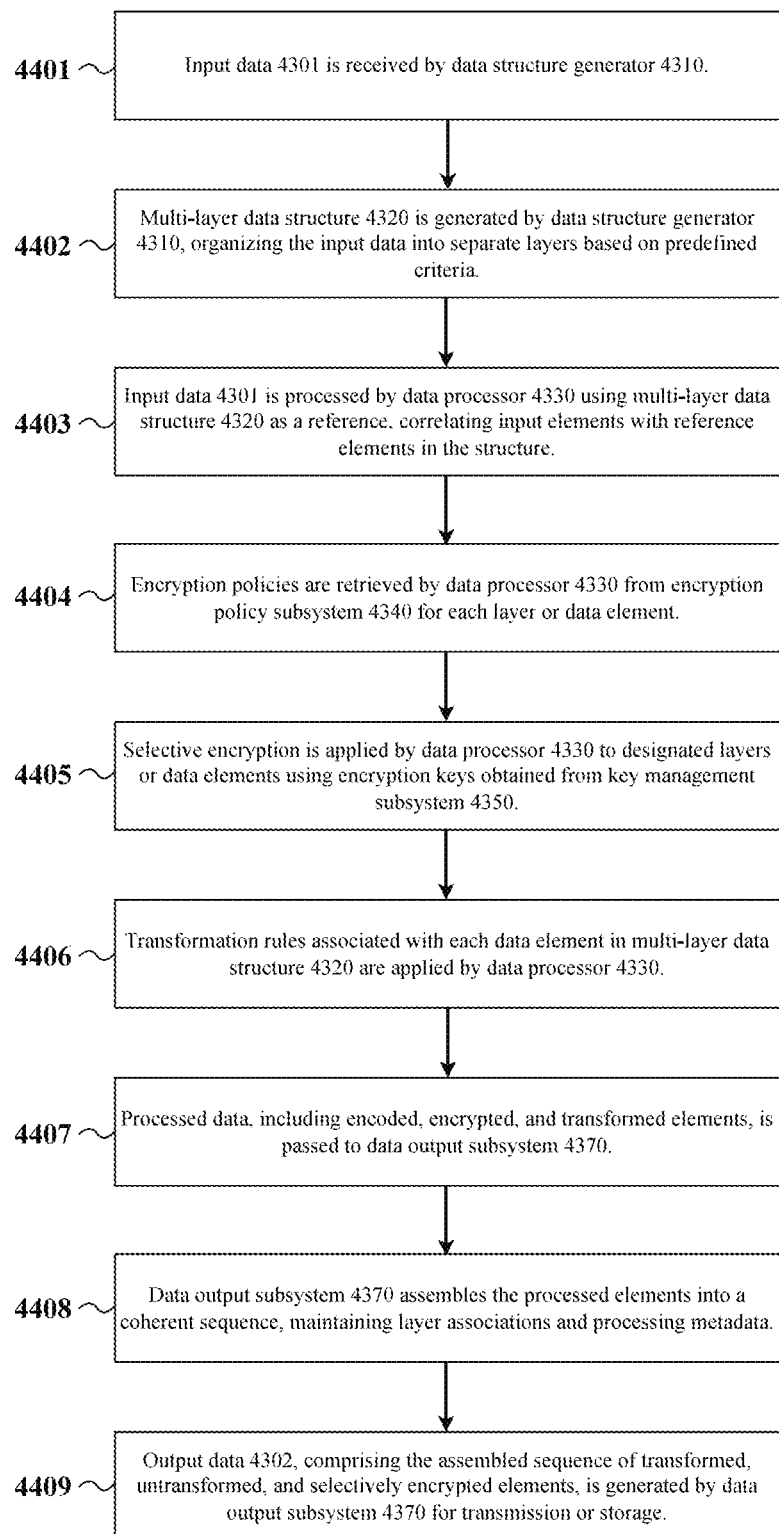 4401
Input data 4301 is received by data structure generator 4310.
4402
Multi-layer data structure 4320 is generated by data structure generator
4310, organizing the input data into separate layers based on predefined
criteria.
4403
Input data 4301 is processed by data processor 4330 using multi-layer data
structure 4320 as a reference, correlating input elements with reference
elements in the structure.
4404
Encryption policies are retrieved by data processor 4330 from encryption
policy subsystem 4340 for each layer or data element.
4405
Selective encryption is applied by data processor 4330 to designated layers
or data elements using encryption keys obtained from key management
subsystem 4350.
4406
Transformation rules associated with each data element in multi-layer data
structure 4320 are applied by data processor 4330.
4407
Processed data, including encoded, encrypted, and transformed elements, is
passed to data output subsystem 4370.
4408
Data output subsystem 4370 assembles the processed elements into a
coherent sequence, maintaining layer associations and processing metadata.
4409
Output data 4302, comprising the assembled sequence of transformed,
untransformed, and selectively encrypted elements, is generated by data
output subsystem 4370 for transmission or storage.